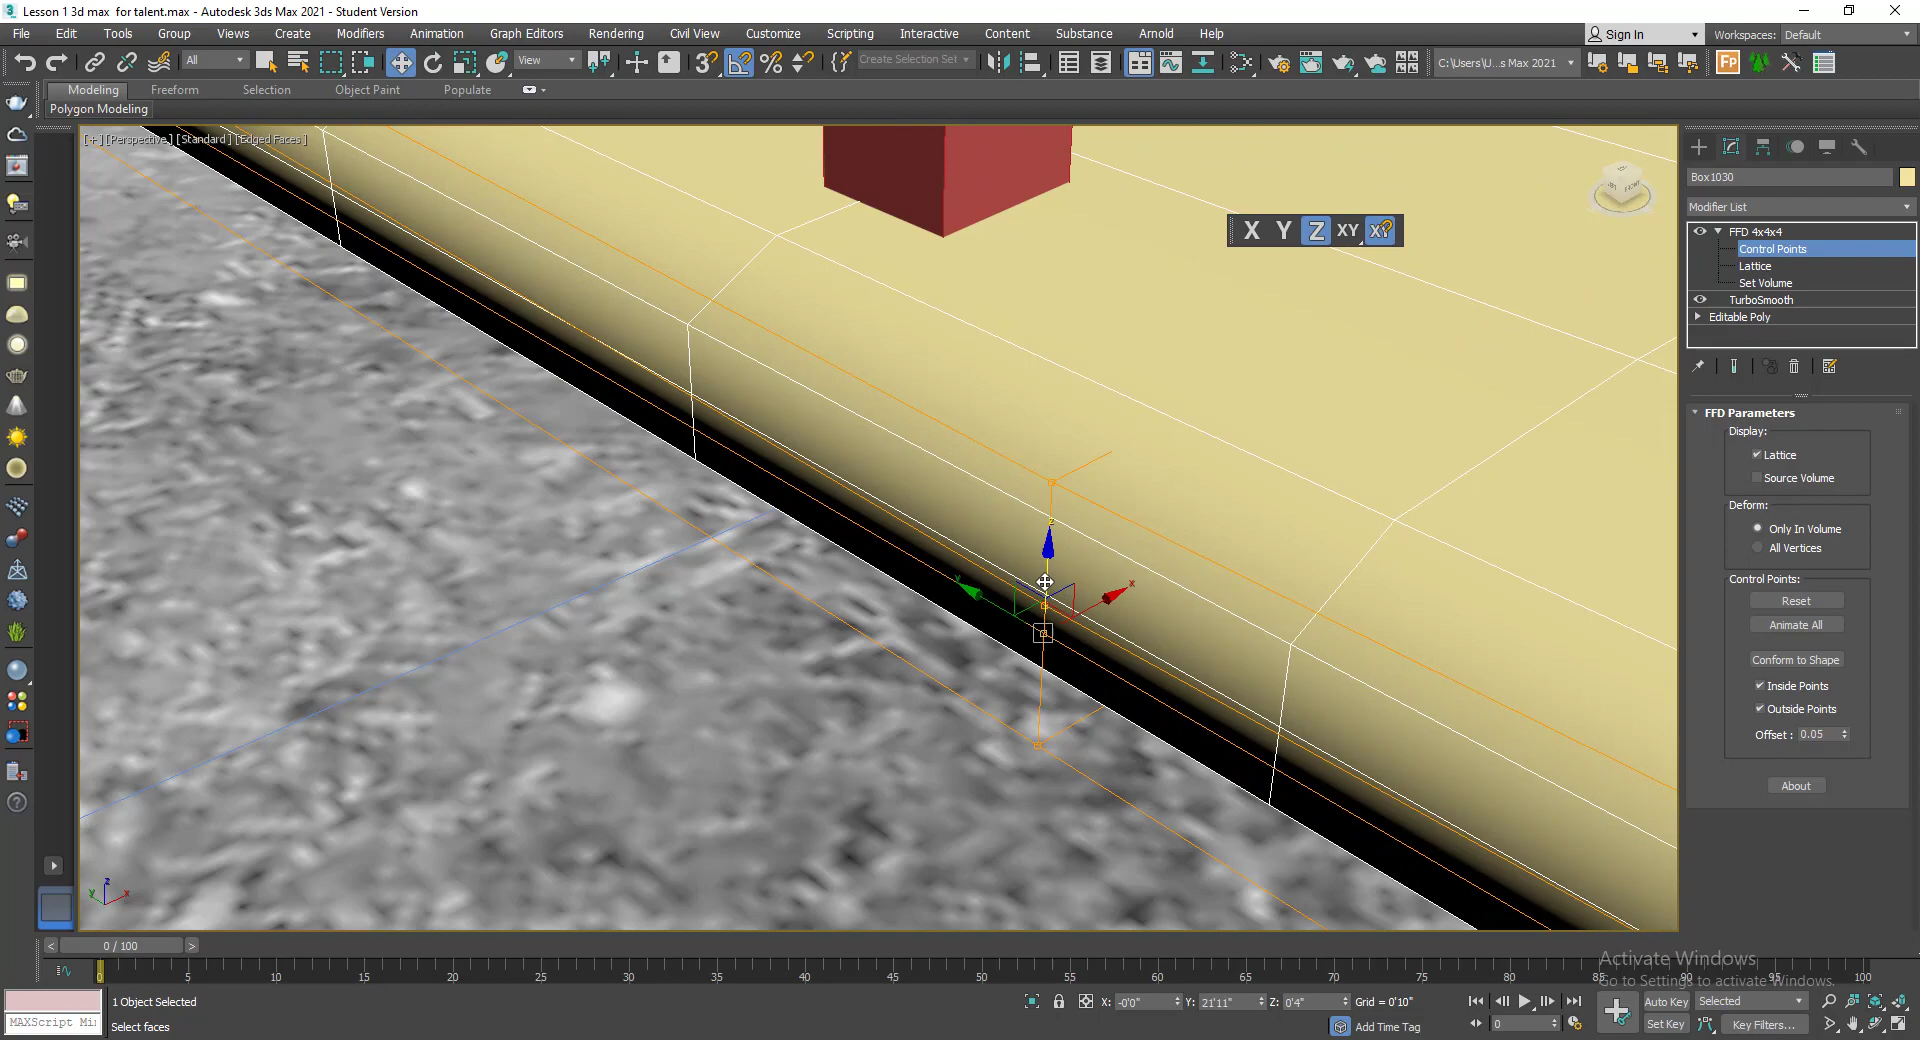 Lesson 1 3d max  for talent.max - Autodesk 3ds Max 2021 - Student Version
File Edit Tools Group Views Create Modifiers Animation Graph Editors Rendering Civil View Customize Scripting Interactive Content Substance Arnold Help Sign In Workspaces: Default
All View Create Selection Set C:\Users\U...s Max 2021
Modeling Freeform Selection Object Paint Populate
Polygon Modeling
[+] [Perspective] [Standard] [Edged Faces]
Box1030
Modifier List
X Y Z XY
FFD 4x4x4
Control Points
Lattice
Set Volume
TurboSmooth
Editable Poly
FFD Parameters
Display:
Lattice
Source Volume
Deform:
Only In Volume
All Vertices
Control Points:
Reset
Animate All
Conform to Shape
Inside Points
Outside Points
Offset : 0.05
About
z
y x
z
y x
< 0 / 100 >
0 5 10 15 20 25 30 35 40 45 50 55 60 65 70 75 80 85 90 95 100
Activate Windows
Go to Settings to activate Windows.
1 Object Selected X: -0'0" Y: 21'11" Z: 0'4" Grid = 0'10" Auto Key Selected
MAXScript Mi Select faces Add Time Tag 0 Set Key Key Filters...